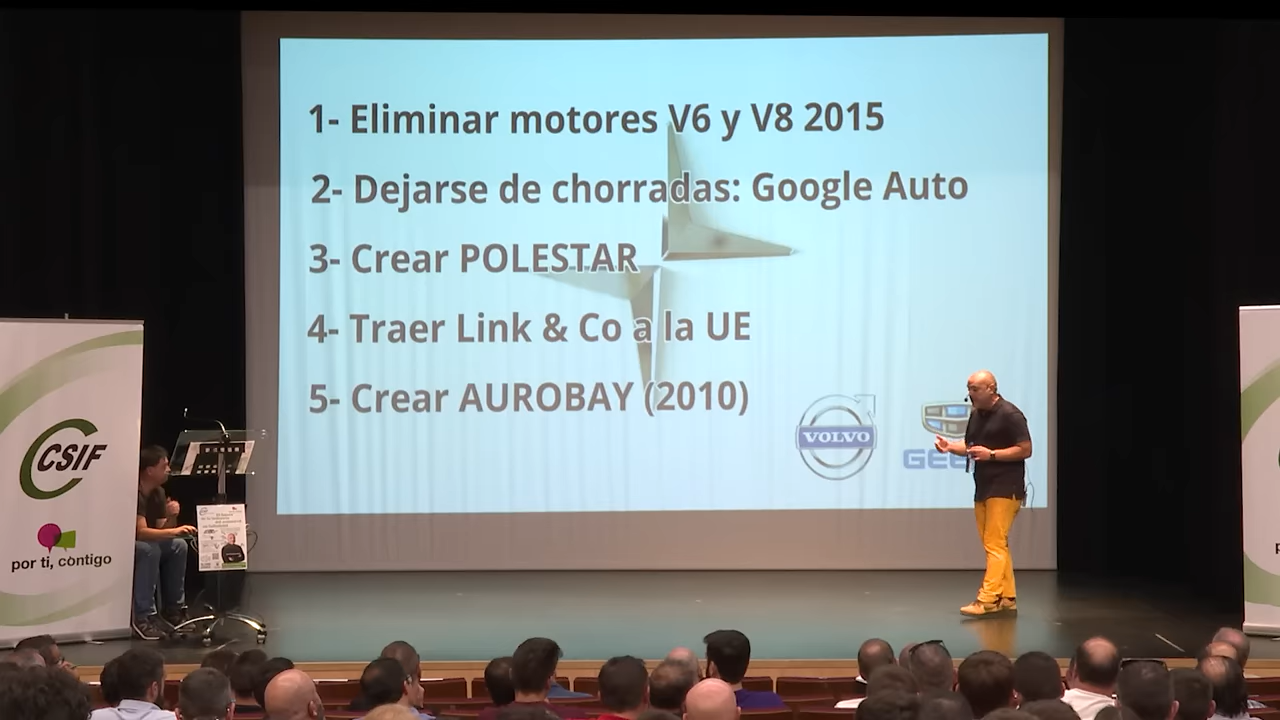 1- Eliminar motores V6 y V8 2015
2- Dejarse de chorradas: Google Auto
3- Crear POLESTAR
4- Traer Link & Co a la UE
5- Crear AUROBAY (2010)
VOLVO
CSIF
por ti, contigo